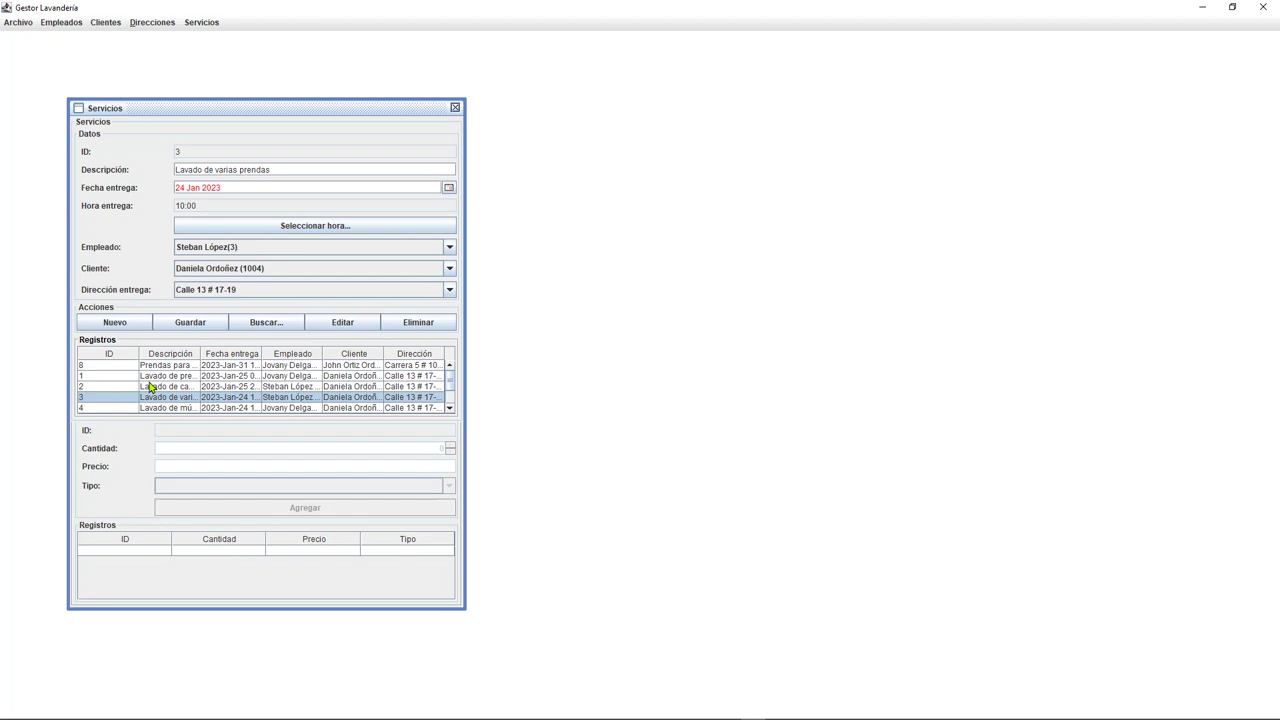 Gestor Lavandería
Archivo Empleados Clientes Direcciones Servicios
Servicios
Servicios
Datos
ID: 3
Descripción: Lavado de varias prendas
Fecha entrega: 24 Jan 2023
Hora entrega: 10:00
Seleccionar hora...
Empleado: Steban López(3)
Cliente: Daniela Ordoñez (1004)
Dirección entrega: Calle 13 # 17-19
Acciones
Nuevo Guardar Buscar... Editar Eliminar
Registros
ID Descripción Fecha entrega Empleado Cliente Dirección
8 Prendas para ... 2023-Jan-31 1... Jovany Delga... John Ortiz Ord... Carrera 5 # 10...
1 Lavado de pre... 2023-Jan-25 0... Jovany Delga... Daniela Ordoñ... Calle 13 # 17-...
2 Lavado de ca... 2023-Jan-25 2... Steban López ... Daniela Ordoñ... Calle 13 # 17-...
3 Lavado de vari... 2023-Jan-24 1... Steban López ... Daniela Ordoñ... Calle 13 # 17-...
4 Lavado de mú... 2023-Jan-24 1... Jovany Delga... Daniela Ordoñ... Calle 13 # 17-...
ID:
Cantidad: 0
Precio:
Tipo:
Agregar
Registros
ID Cantidad Precio Tipo